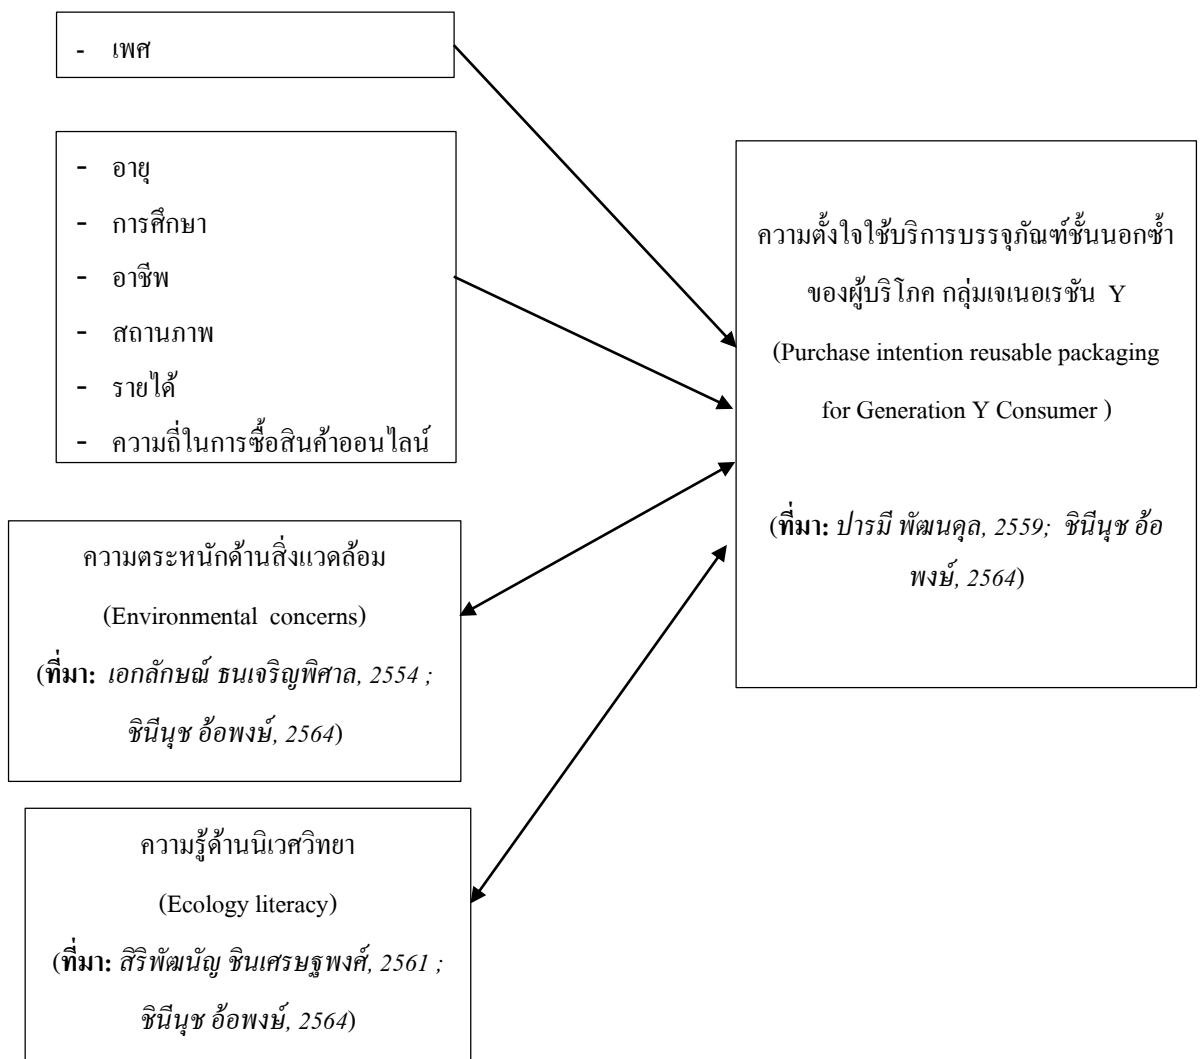 - เพศ
- อายุ
- การศึกษา
- อาชีพ
- สถานภาพ
- รายได้
- ความถี่ในการซื้อสินค้าออนไลน์
ความตระหนักด้านสิ่งแวดล้อม
(Environmental concerns)
(ที่มา: เอกลักษณ์ ธนเจริญพิศาล, 2554 ;
ชินีนุช อ้อพงษ์, 2564)
ความรู้ด้านนิเวศวิทยา
(Ecology literacy)
(ที่มา: สิริพัฒนัญ ชินเศรษฐพงศ์, 2561 ;
ชินีนุช อ้อพงษ์, 2564)
ความตั้งใจใช้บริการบรรจุภัณฑ์ชั้นนอกซ้ำ
ของผู้บริโภค กลุ่มเจเนอเรชัน Y
(Purchase intention reusable packaging
for Generation Y Consumer )
(ที่มา: ปารมี พัฒนดุล, 2559; ชินีนุช อ้อ
พงษ์, 2564)